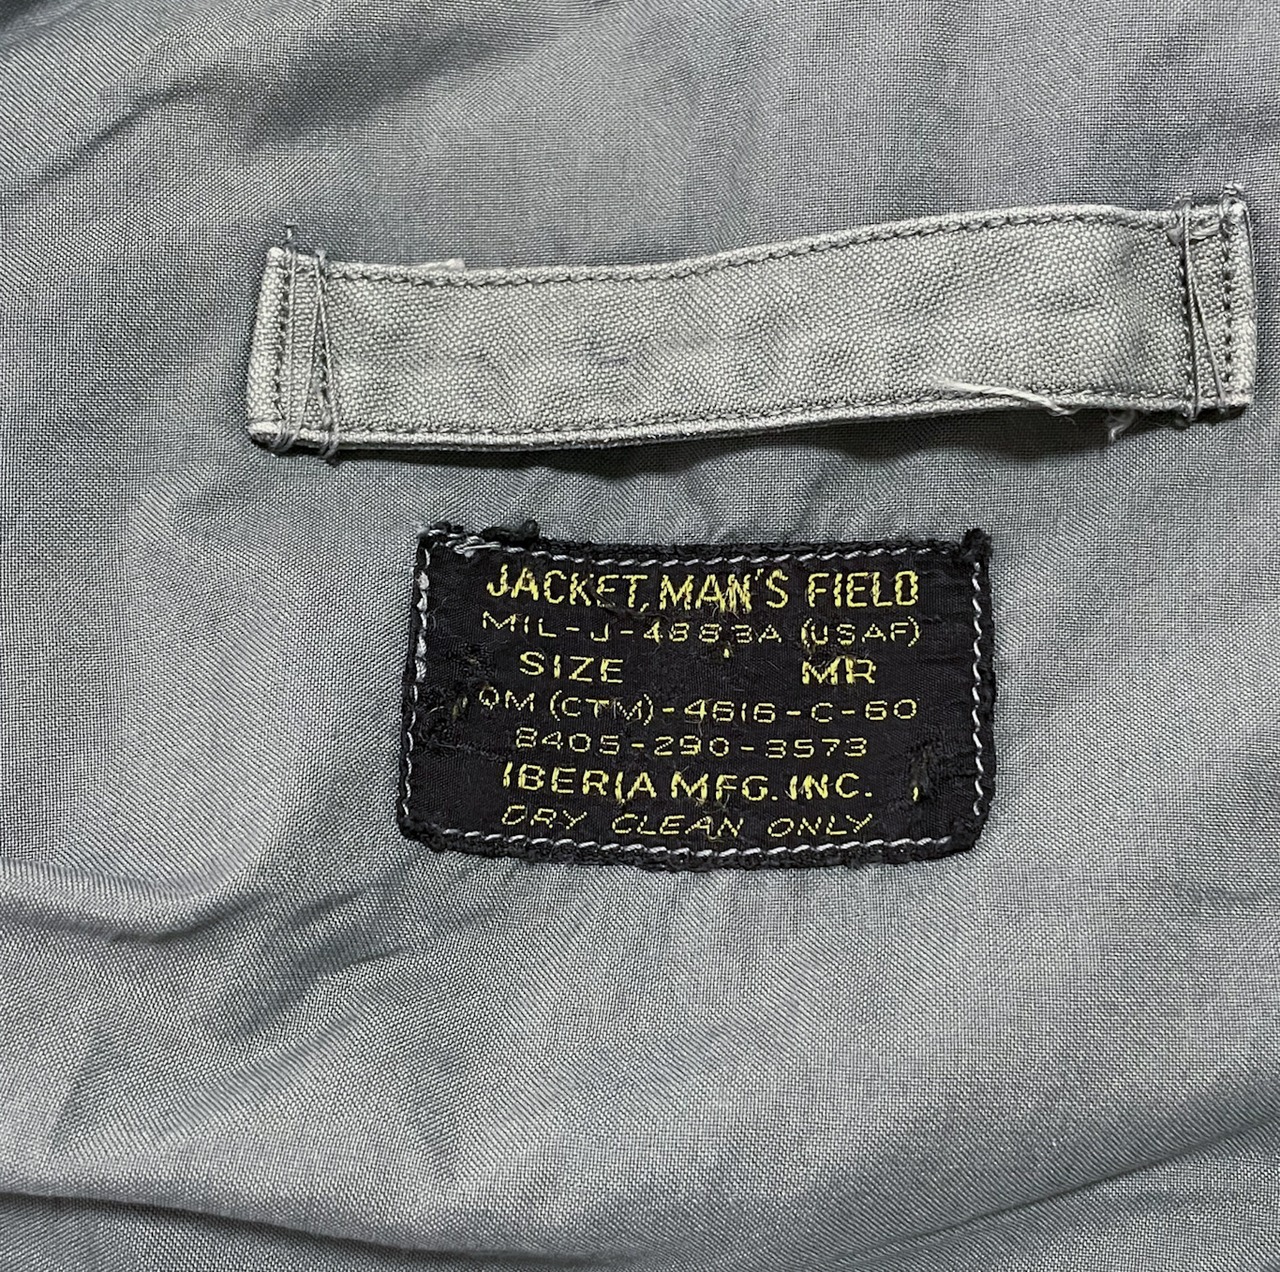 JACKET, MAN'S FIELD
MIL-J-4883A (USAF)
SIZE MR
QM (CTM)-4616-C-60
8405-290-3573
IBERIA MFG. INC.
DRY CLEAN ONLY